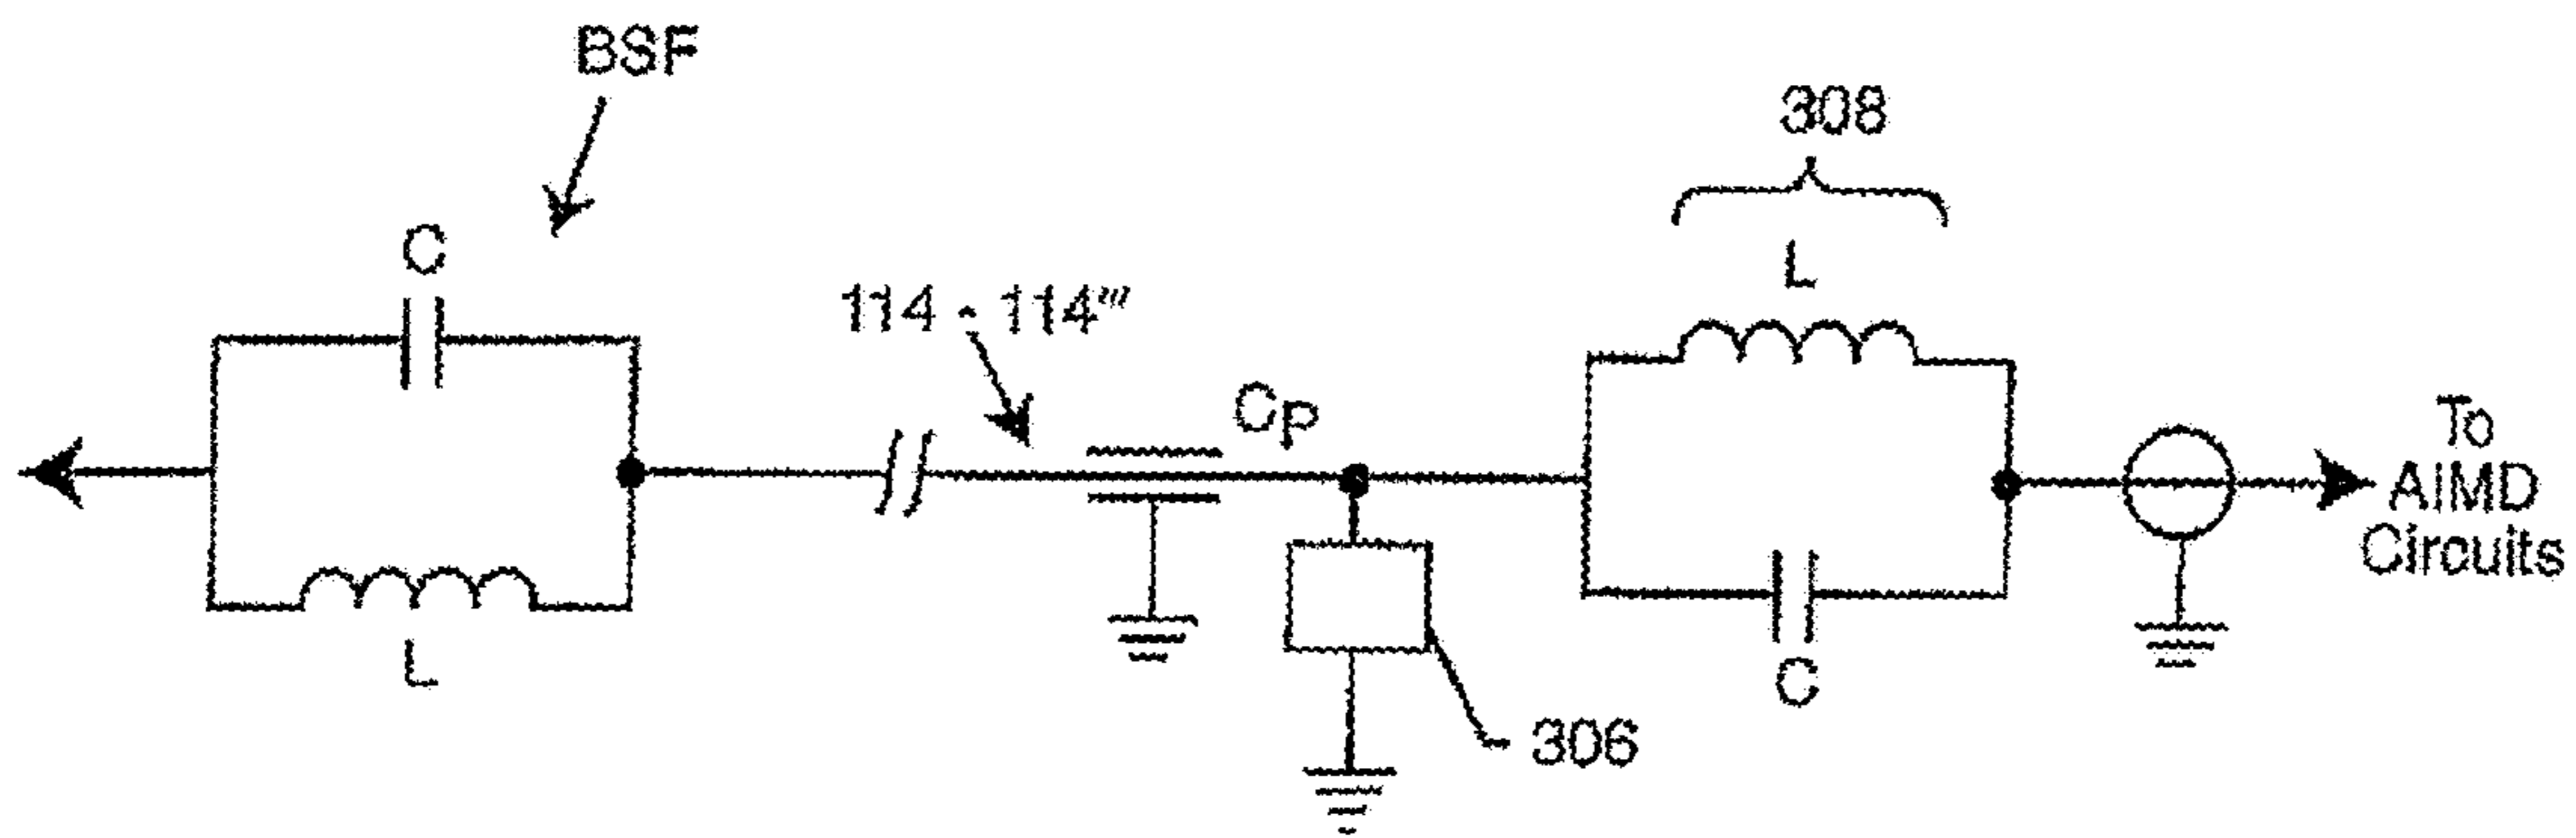 BSF
308
C
L
114 - 114'''
CP
To
AIMD
Circuits
L
C
306